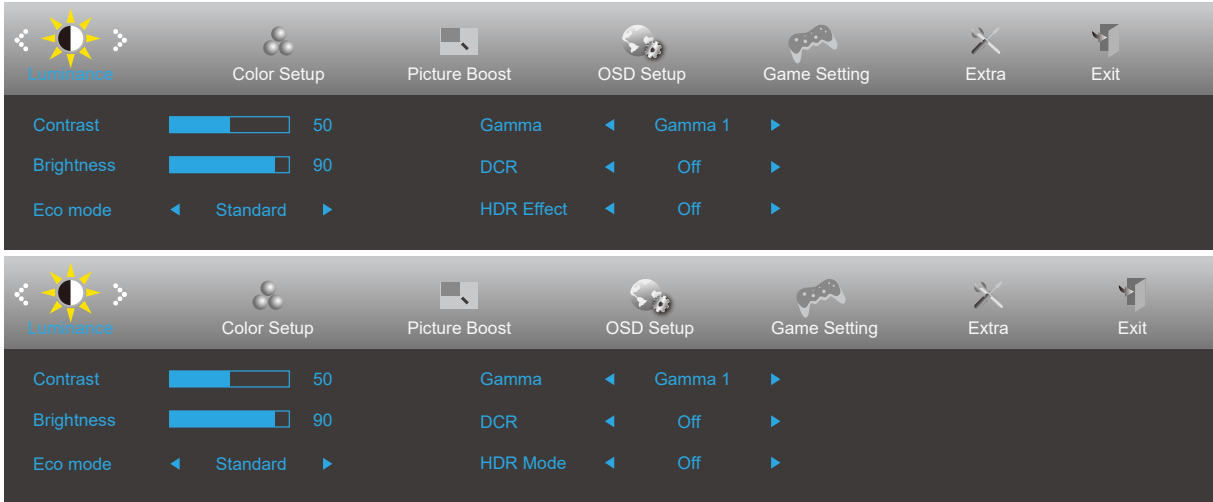 Luminance Color Setup Picture Boost OSD Setup Game Setting Extra Exit
Contrast 50 Gamma Gamma 1
Brightness 90 DCR Off
Eco mode Standard HDR Effect Off
Luminance Color Setup Picture Boost OSD Setup Game Setting Extra Exit
Contrast 50 Gamma Gamma 1
Brightness 90 DCR Off
Eco mode Standard HDR Mode Off